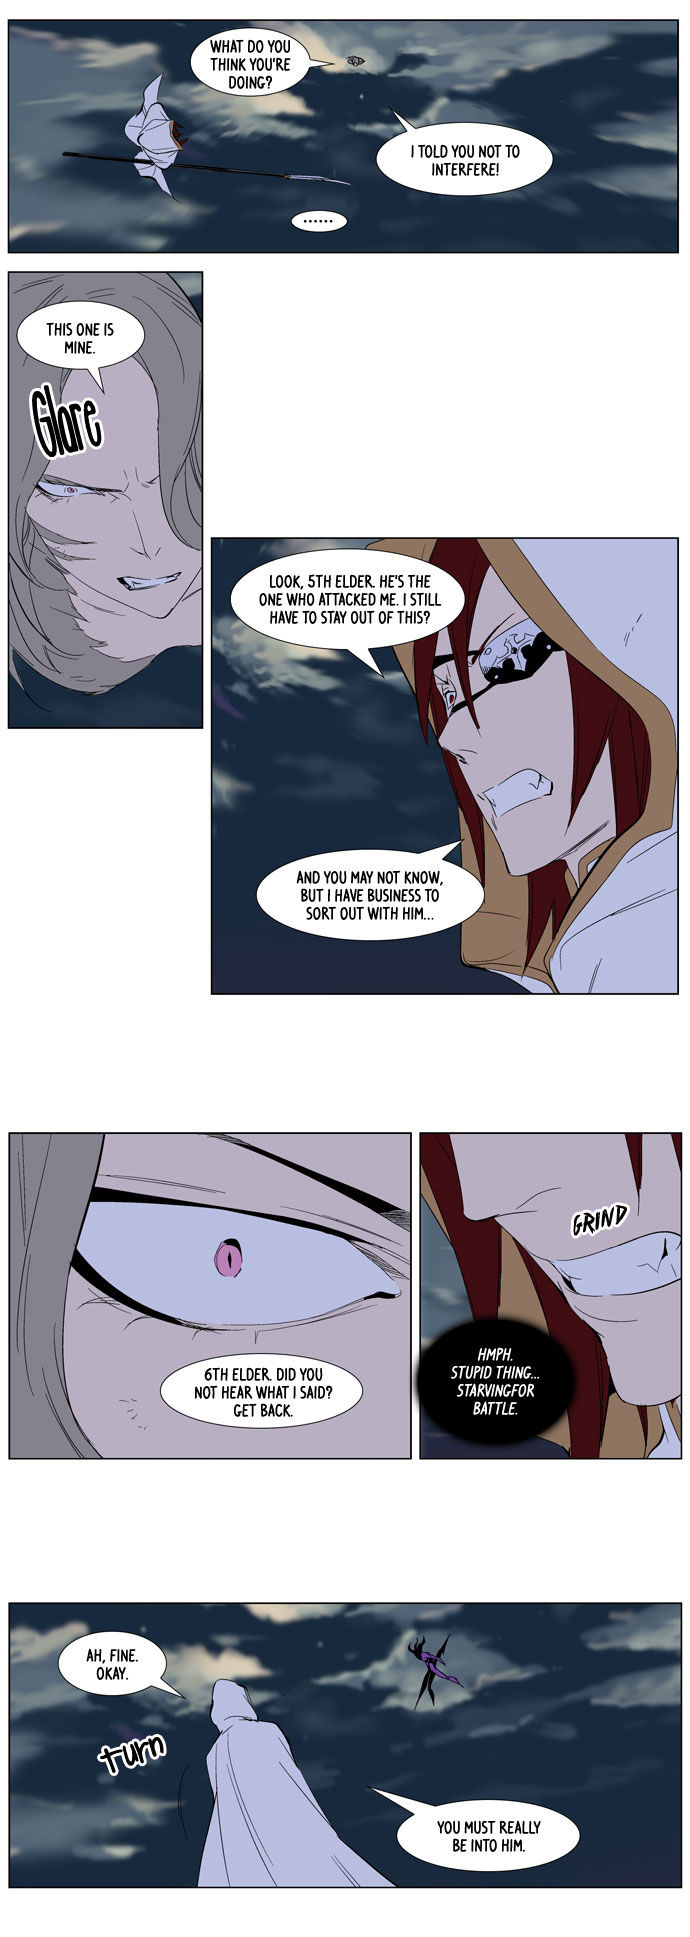 WHAT DO YOU
THINK YOU'RE
DOING?
I TOLD YOU NOT TO
INTERFERE!
......
THIS ONE IS
MINE.
Glare
LOOK, 5TH ELDER. HE'S THE
ONE WHO ATTACKED ME. I STILL
HAVE TO STAY OUT OF THIS?
AND YOU MAY NOT KNOW,
BUT I HAVE BUSINESS TO
SORT OUT WITH HIM...
6TH ELDER. DID YOU
NOT HEAR WHAT I SAID?
GET BACK.
GRIND
HMPH.
STUPID THING...
STARVINGFOR
BATTLE.
AH, FINE.
OKAY.
turn
YOU MUST REALLY
BE INTO HIM.